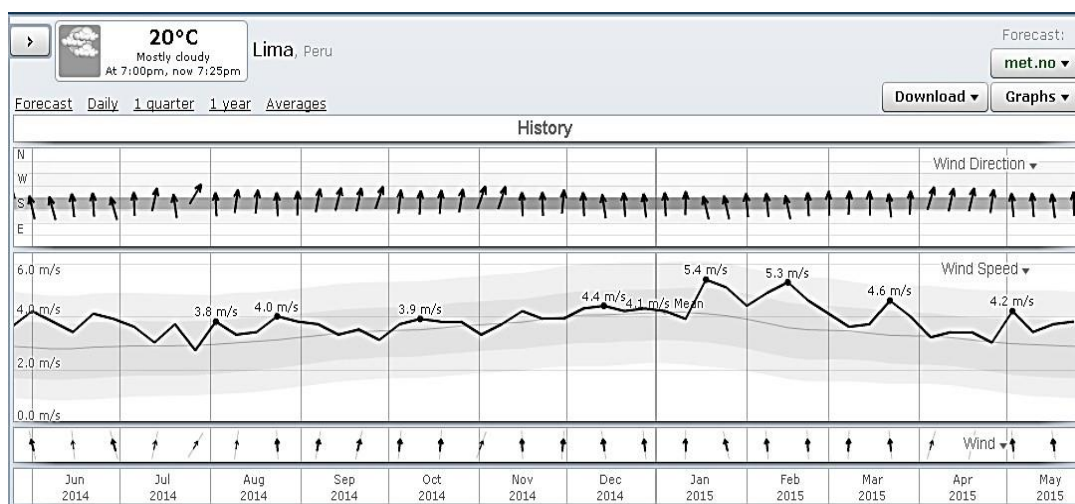 ›
20°C
Mostly cloudy
At 7:00pm, now 7:25pm
Lima, Peru
Forecast:
met.no ▾
Download ▾
Graphs ▾
Forecast Daily 1 quarter 1 year Averages
History
Wind Direction ▾
N
W
S
E
Wind Speed ▾
6.0 m/s
4.0 m/s
2.0 m/s
0.0 m/s
3.8 m/s
4.0 m/s
3.9 m/s
4.4 m/s
4.1 m/s Mean
5.4 m/s
5.3 m/s
4.6 m/s
4.2 m/s
Wind ▾
Jun 2014
Jul 2014
Aug 2014
Sep 2014
Oct 2014
Nov 2014
Dec 2014
Jan 2015
Feb 2015
Mar 2015
Apr 2015
May 2015